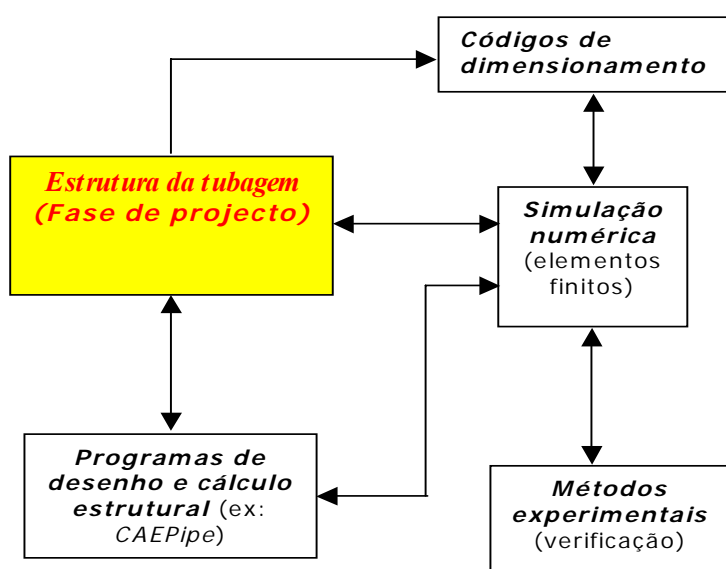 Códigos de
dimensionamento
Estrutura da tubagem
(Fase de projecto)
Simulação
numérica
(elementos
finitos)
Programas de
desenho e cálculo
estrutural (ex:
CAEPipe)
Métodos
experimentais
(verificação)